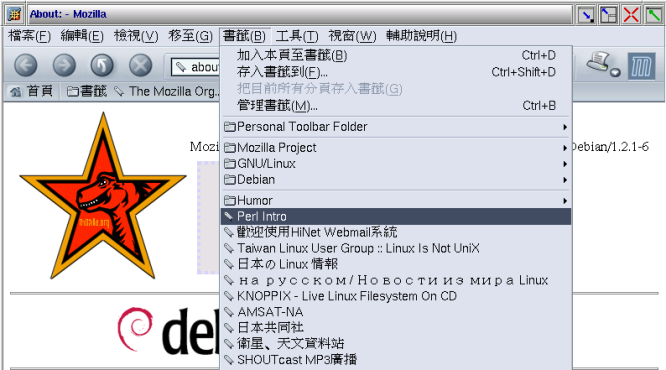 About: - Mozilla
檔案(F) 編輯(E) 檢視(V) 移至(G) 書籤(B) 工具(T) 視窗(W) 輔助說明(H)
abou
首頁 書籤 The Mozilla Org...
加入本頁至書籤(B) Ctrl+D
存入書籤到(F)... Ctrl+Shift+D
把目前所有分頁存入書籤(G)
管理書籤(M)... Ctrl+B
Personal Toolbar Folder
Mozilla Project
GNU/Linux
Debian
Humor
Perl Intro
歡迎使用HiNet Webmail系統
Taiwan Linux User Group :: Linux Is Not UniX
日本の Linux 情報
на русском / Новости из мира Linux
KNOPPIX - Live Linux Filesystem On CD
AMSAT-NA
日本共同社
衛星、天文資料站
SHOUTcast MP3廣播
Mozi
Debian/1.2.1-6
mozilla.org
deb